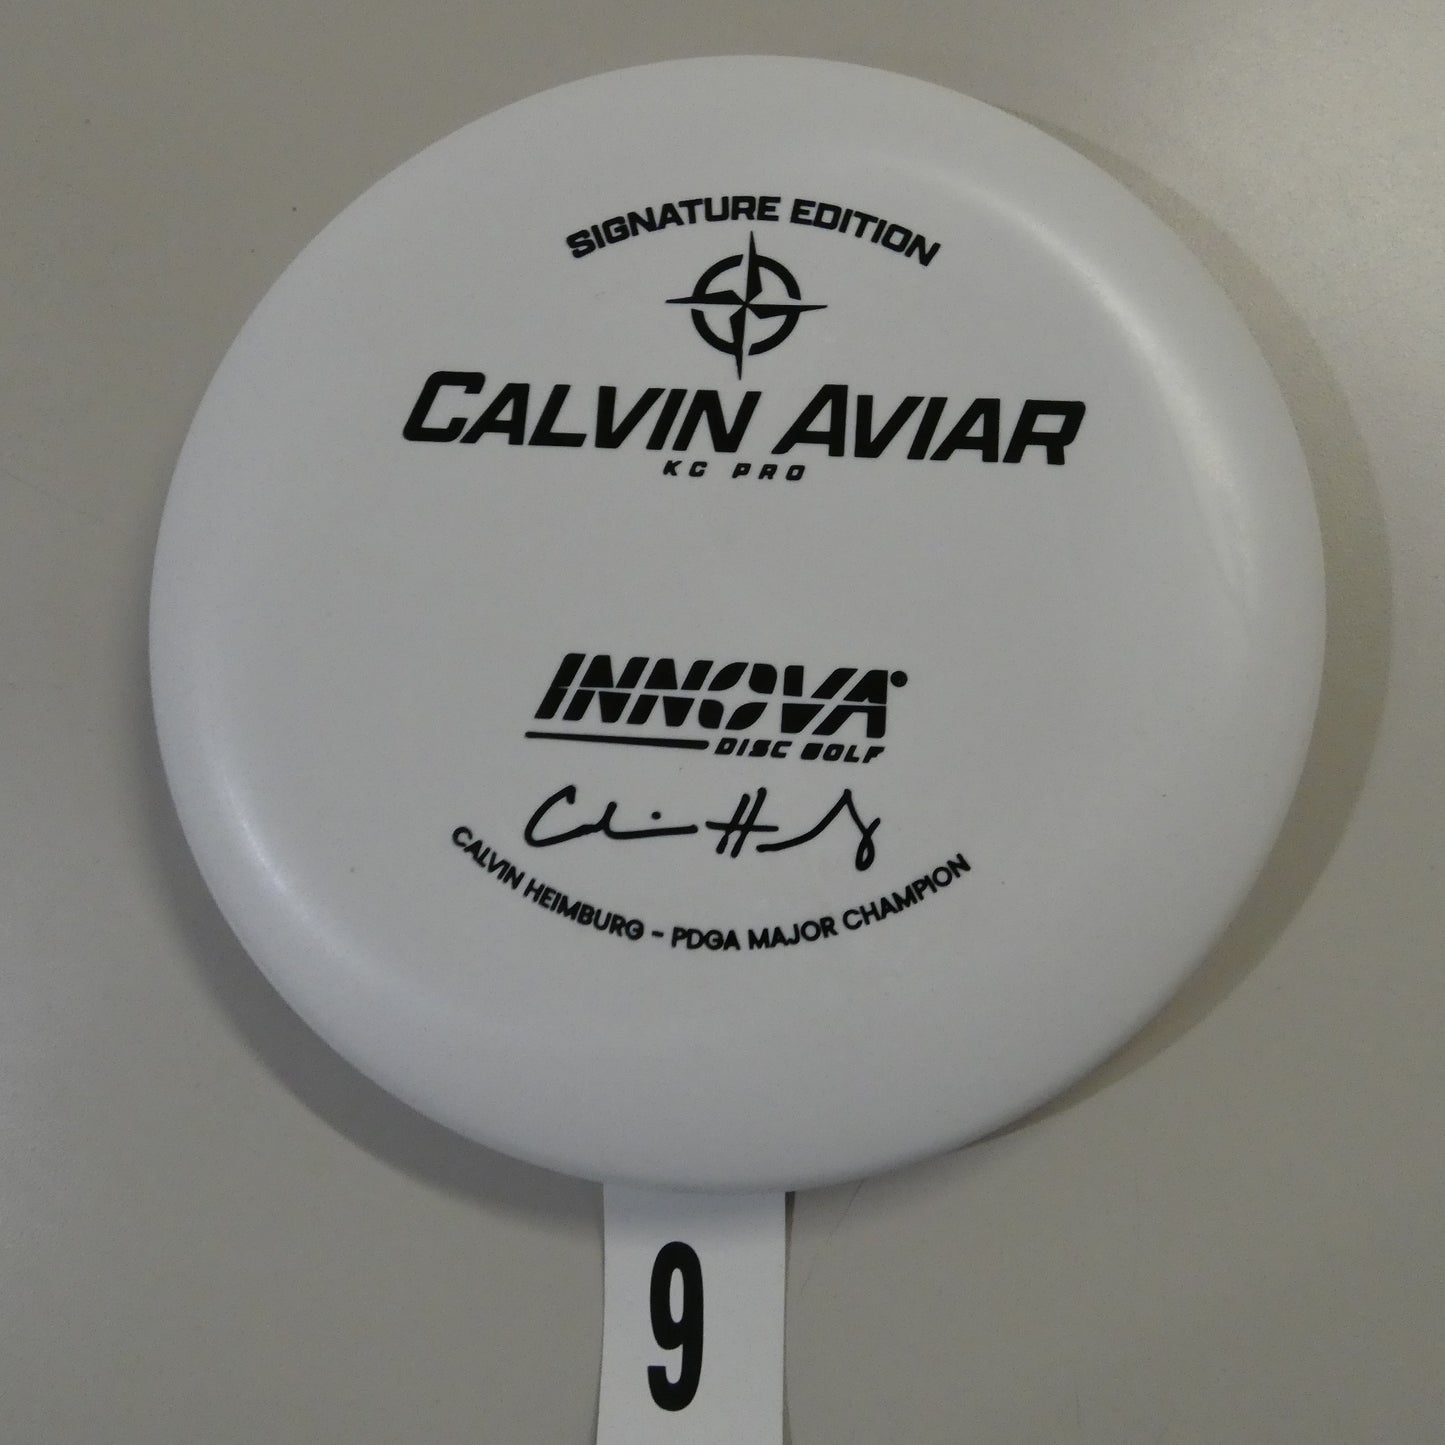 SIGNATURE EDITION
CALVIN AVIAR
KC PRO
INNOVA
DISC GOLF
CALVIN HEIMBURG - PDGA MAJOR CHAMPION
9